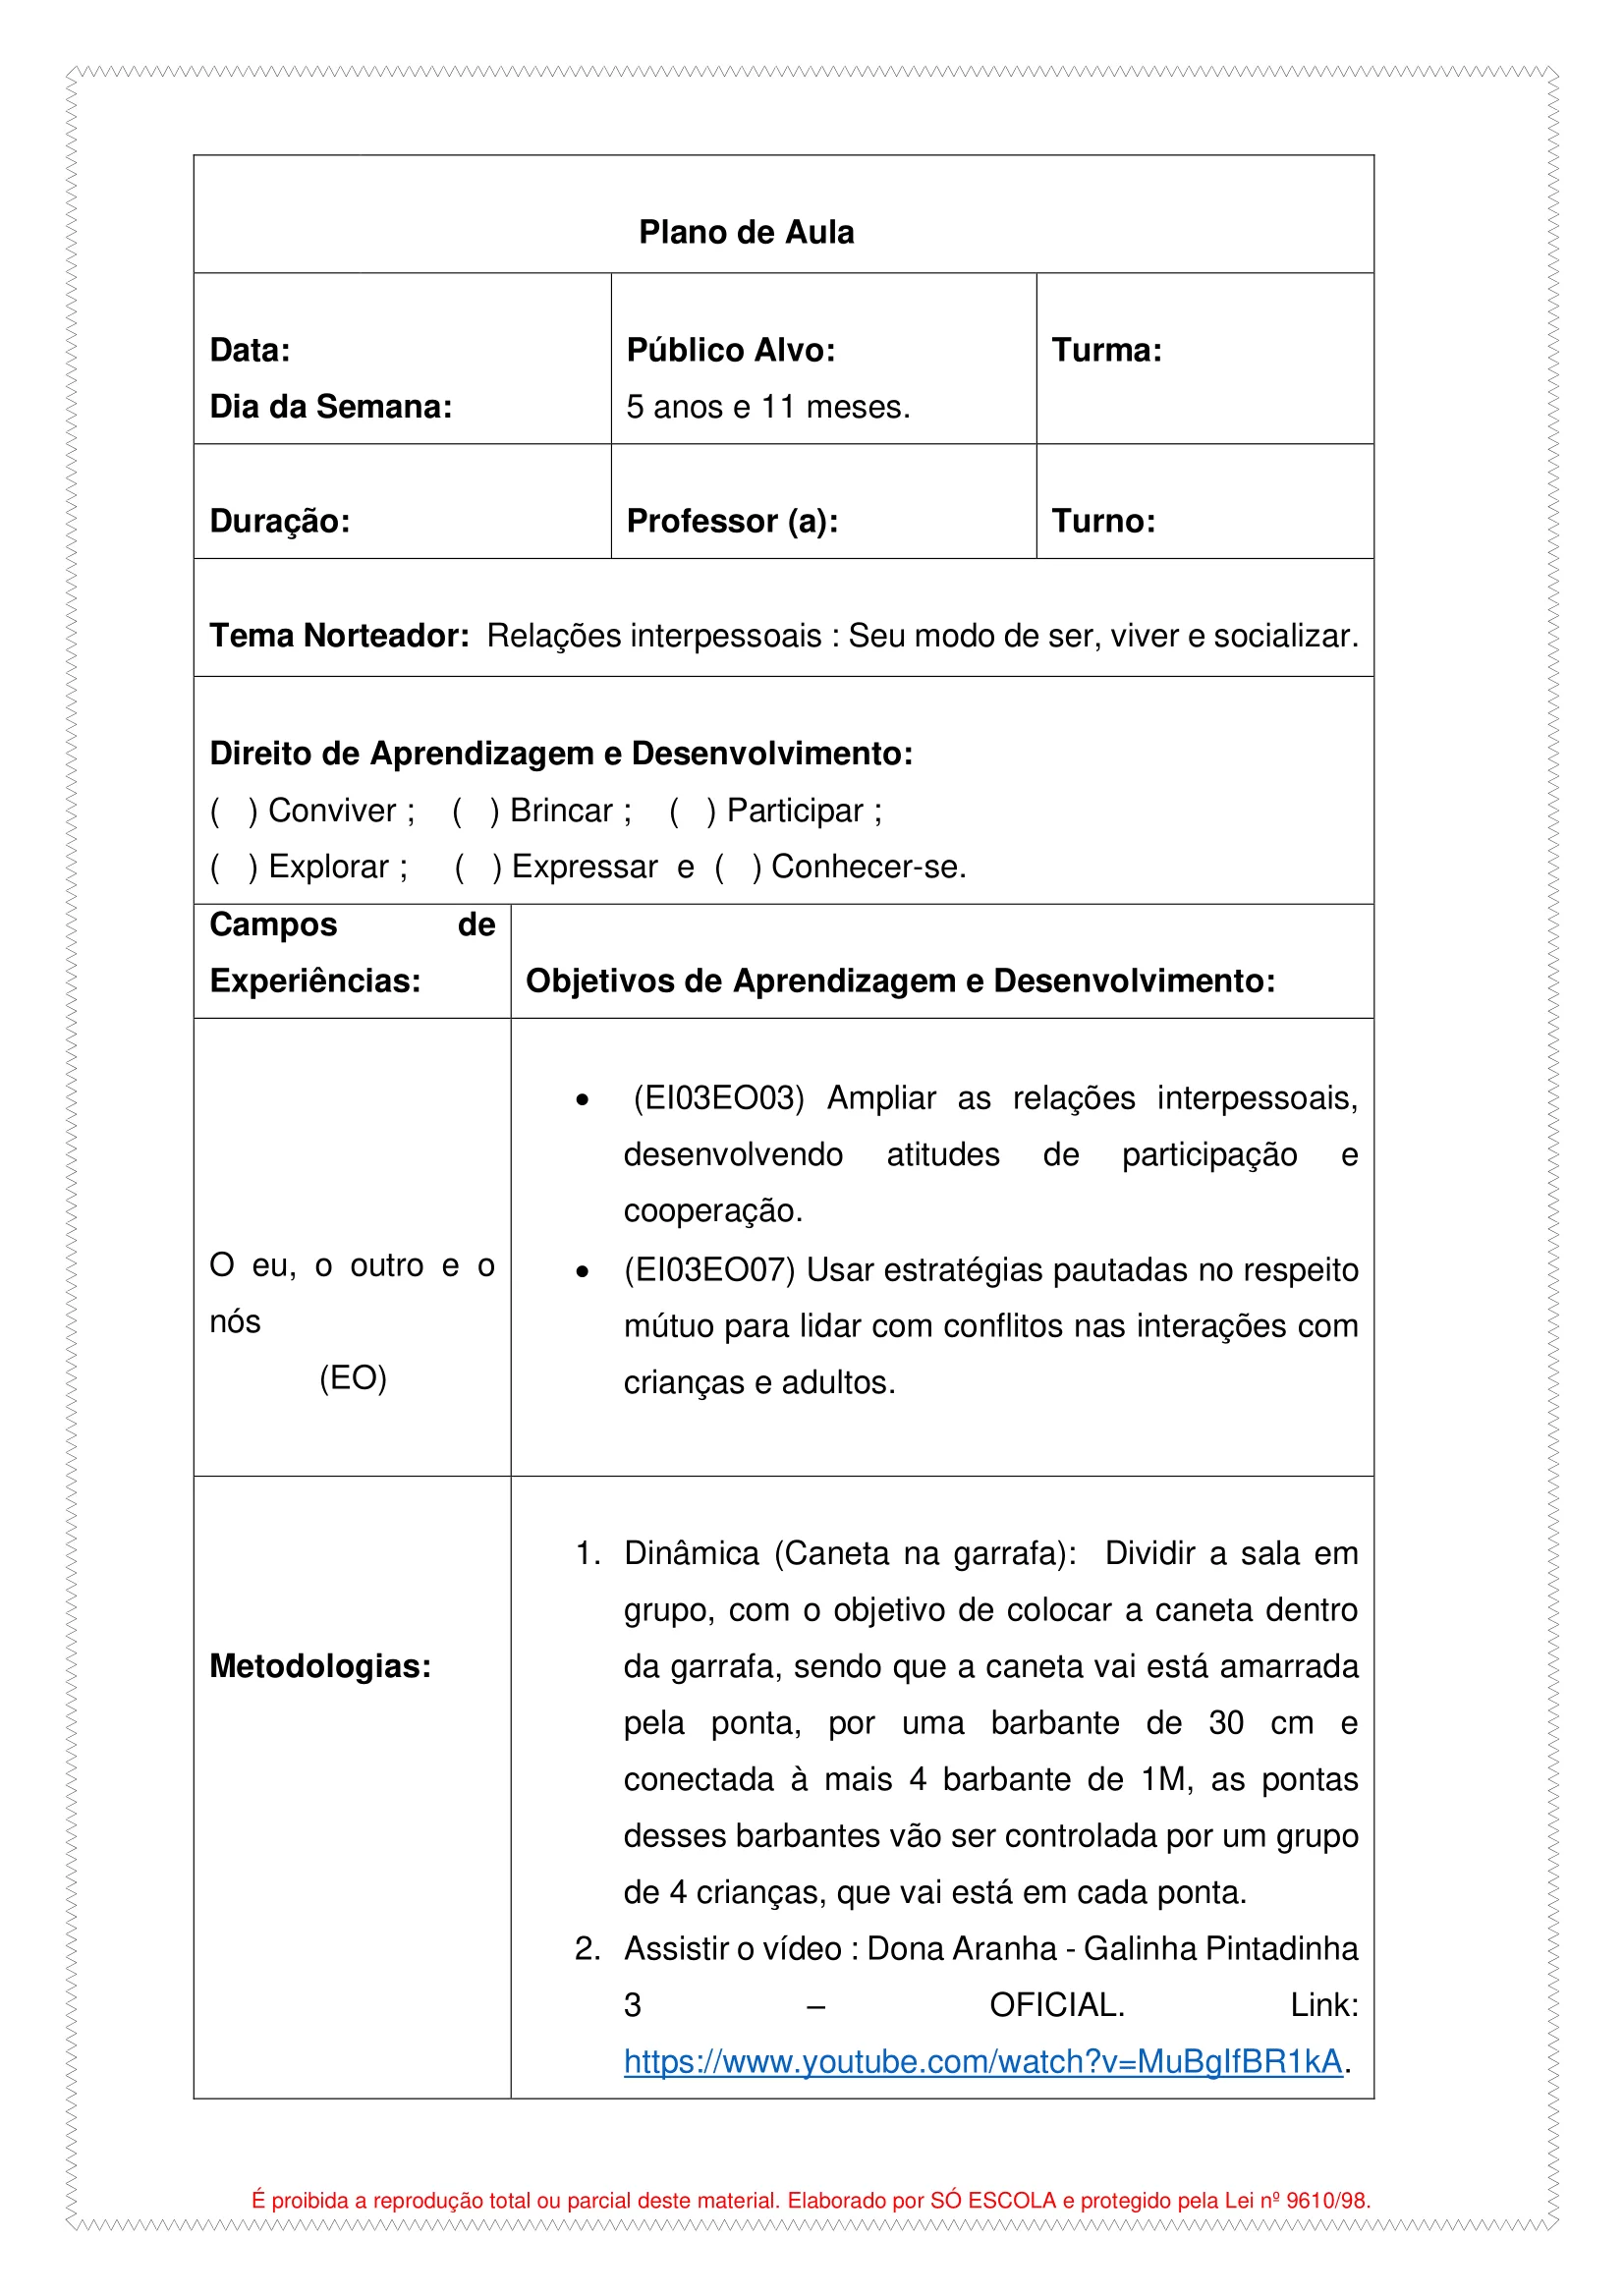 Plano de Aula
Data:
Dia da Semana:
Público Alvo:
5 anos e 11 meses.
Turma:
Duração:
Professor (a):
Turno:
Tema Norteador: Relações interpessoais : Seu modo de ser, viver e socializar.
Direito de Aprendizagem e Desenvolvimento:
( ) Conviver ; ( ) Brincar ; ( ) Participar ;
( ) Explorar ; ( ) Expressar e ( ) Conhecer-se.
Campos de
Experiências:
Objetivos de Aprendizagem e Desenvolvimento:
O eu, o outro e o
nós
(EO)
• (EI03EO03) Ampliar as relações interpessoais,
desenvolvendo atitudes de participação e
cooperação.
• (EI03EO07) Usar estratégias pautadas no respeito
mútuo para lidar com conflitos nas interações com
crianças e adultos.
Metodologias:
1. Dinâmica (Caneta na garrafa): Dividir a sala em
grupo, com o objetivo de colocar a caneta dentro
da garrafa, sendo que a caneta vai está amarrada
pela ponta, por uma barbante de 30 cm e
conectada à mais 4 barbante de 1M, as pontas
desses barbantes vão ser controlada por um grupo
de 4 crianças, que vai está em cada ponta.
2. Assistir o vídeo : Dona Aranha - Galinha Pintadinha
3 – OFICIAL. Link:
https://www.youtube.com/watch?v=MuBgIfBR1kA.
É proibida a reprodução total ou parcial deste material. Elaborado por SÓ ESCOLA e protegido pela Lei nº 9610/98.